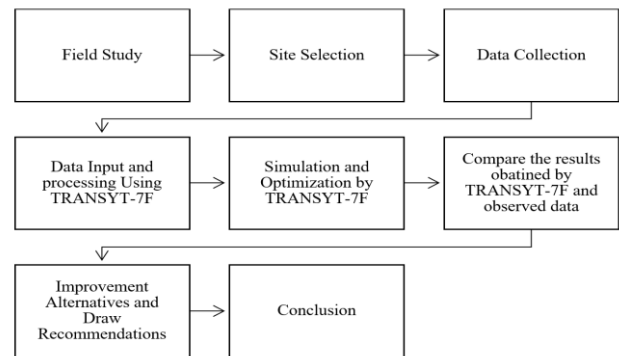 Field Study
Site Selection
Data Collection
Data Input and
processing Using
TRANSYT-7F
Simulation and
Optimization by
TRANSYT-7F
Compare the results
obatined by
TRANSYT-7F and
observed data
Improvement
Alternatives and
Draw
Recommendations
Conclusion